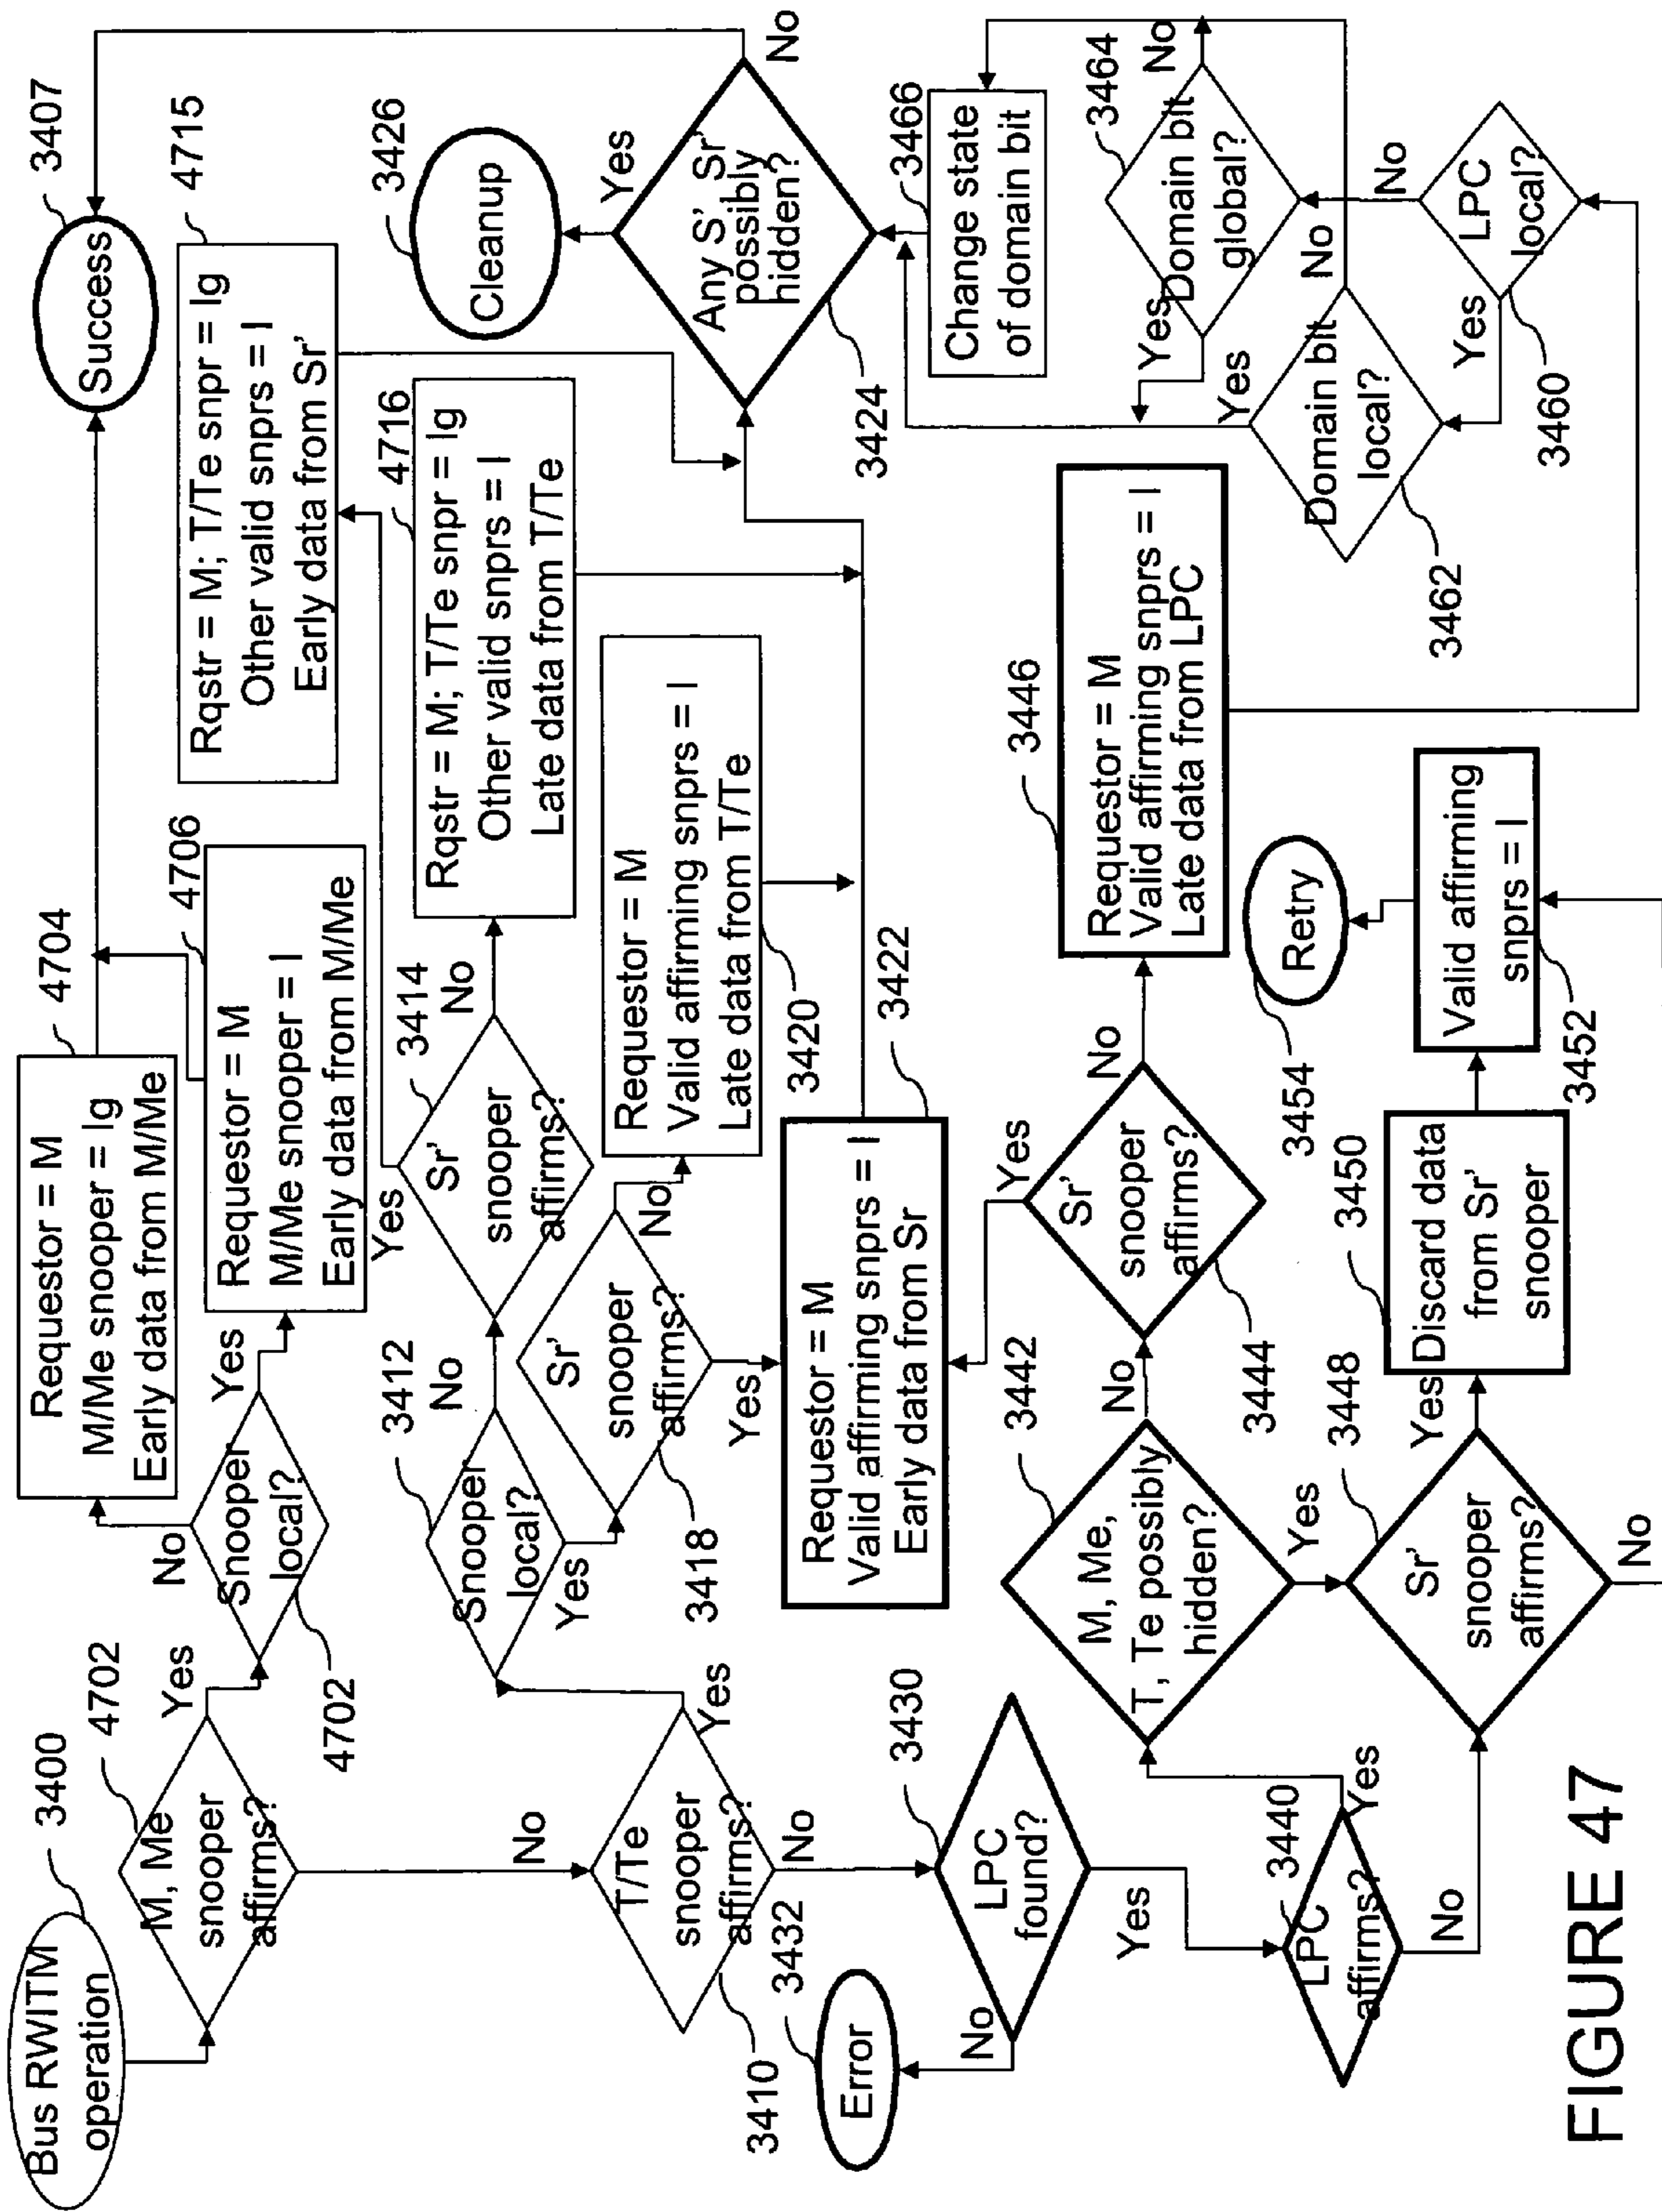 Bus RWITM
operation
3400
M, Me
snooper
affirms?
4702
Yes
No
Snooper
local?
4702
No
Yes
Requestor = M
M/Me snooper = Ig
Early data from M/Me
4704
Requestor = M
M/Me snooper = I
Early data from M/Me
4706
Success
3407
T/Te
snooper
affirms?
3410
Yes
No
Snooper
local?
3412
No
Yes
Sr'
snooper
affirms?
3414
Yes
No
Rqstr = M; T/Te snpr = Ig
Other valid snprs = I
Early data from Sr'
4715
Rqstr = M; T/Te snpr = Ig
Other valid snprs = I
Late data from T/Te
4716
Sr'
snooper
affirms?
3418
No
Yes
Requestor = M
Valid affirming snprs = I
Late data from T/Te
3420
Requestor = M
Valid affirming snprs = I
Early data from Sr
3422
Any S' Sr'
possibly
hidden?
3424
Yes
No
Cleanup
3426
LPC
found?
3430
No
Yes
Error
3432
LPC
affirms?
3440
Yes
No
M, Me,
T, Te possibly
hidden?
3442
No
Yes
Sr'
snooper
affirms?
3444
Yes
No
Requestor = M
Valid affirming snprs = I
Late data from LPC
3446
Sr'
snooper
affirms?
3448
Yes
No
Discard data
from Sr'
snooper
3450
Valid affirming
snprs = I
3452
Retry
3454
LPC
local?
3460
Yes
No
Domain bit
local?
3462
Yes
No
Domain bit
global?
3464
Yes
No
Change state
of domain bit
3466
FIGURE 47